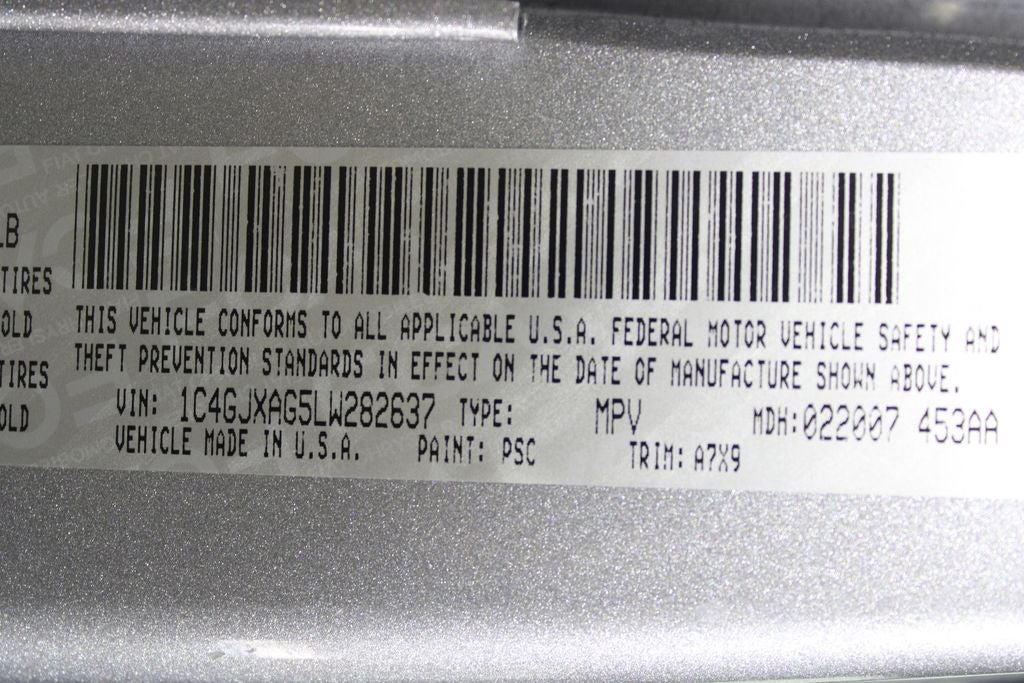 LB
TIRES
OLD
TIRES
OLD
THIS VEHICLE CONFORMS TO ALL APPLICABLE U.S.A. FEDERAL MOTOR VEHICLE SAFETY AND
THEFT PREVENTION STANDARDS IN EFFECT ON THE DATE OF MANUFACTURE SHOWN ABOVE.
VIN: 1C4GJXAG5LW282637 TYPE: MPV MDH:022007 453AA
VEHICLE MADE IN U.S.A. PAINT: PSC TRIM: A7X9